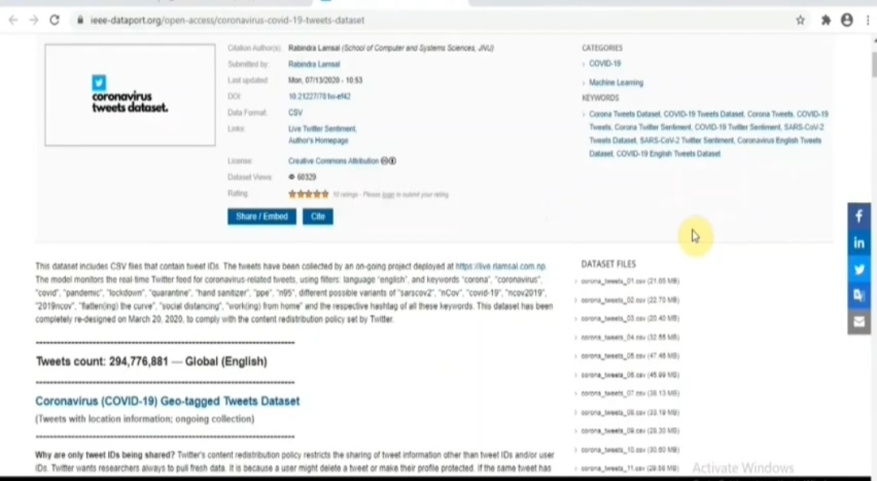 ieee-dataport.org/open-access/coronavirus-covid-19-tweets-dataset
coronavirus
tweets dataset.
Citation Author(s): Rabindra Lamsal (School of Computer and Systems Sciences, JNU)
Submitted by: Rabindra Lamsal
Last updated: Mon, 07/13/2020 - 10:53
DOI:
Data Format: CSV
Links: Live Twitter Sentiment,
Author's Homepage
License: Creative Commons Attribution
Dataset Views: 60329
Rating: 10 ratings - Please login to submit your rating.
Share / Embed Cite
CATEGORIES
COVID-19
Machine Learning
KEYWORDS
Corona Tweets Dataset, COVID-19 Tweets Dataset, Corona Tweets, COVID-19
Tweets, Corona Twitter Sentiment, COVID-19 Twitter Sentiment, SARS-CoV-2
Tweets Dataset, SARS-CoV-2 Twitter Sentiment, Coronavirus English Tweets
Dataset, COVID-19 English Tweets Dataset
This dataset includes CSV files that contain tweet IDs. The tweets have been collected by an on-going project deployed at https://live.rlamsal.com.np.
The model monitors the real-time Twitter feed for coronavirus-related tweets, using filters: language "english", and keywords "corona", "coronavirus",
"covid", "pandemic", "lockdown", "quarantine", "hand sanitizer", "ppe", "n95", different possible variants of "sarscov2", "nCov", "covid-19", "ncov2019",
"2019ncov", "flatten(ing) the curve", "social distancing", "work(ing) from home" and the respective hashtag of all these keywords. This dataset has been
completely re-designed on March 20, 2020, to comply with the content redistribution policy set by Twitter.
Tweets count: 294,776,881 — Global (English)
Coronavirus (COVID-19) Geo-tagged Tweets Dataset
(Tweets with location information; ongoing collection)
Why are only tweet IDs being shared? Twitter's content redistribution policy restricts the sharing of tweet information other than tweet IDs and/or user
IDs. Twitter wants researchers always to pull fresh data. It is because a user might delete a tweet or make their profile protected. If the same tweet has
DATASET FILES
corona_tweets_01.csv (21.65 MB)
corona_tweets_02.csv (22.70 MB)
corona_tweets_03.csv (20.40 MB)
corona_tweets_04.csv (32.55 MB)
corona_tweets_05.csv (47.46 MB)
corona_tweets_06.csv (45.99 MB)
corona_tweets_07.csv (38.13 MB)
corona_tweets_08.csv (33.19 MB)
corona_tweets_09.csv (29.30 MB)
corona_tweets_10.csv (30.60 MB)
corona_tweets_11.csv
Activate Windows